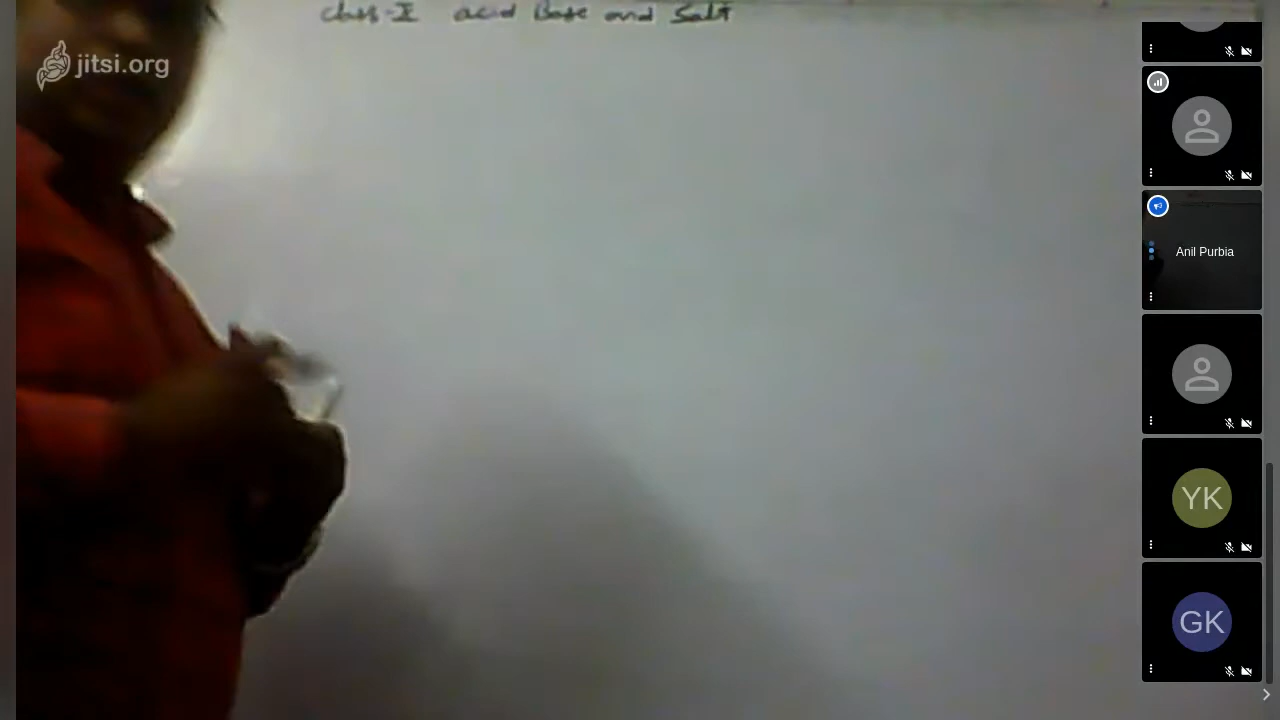 class-X acid Base and Salt
jitsi.org
Anil Purbia
YK
GK